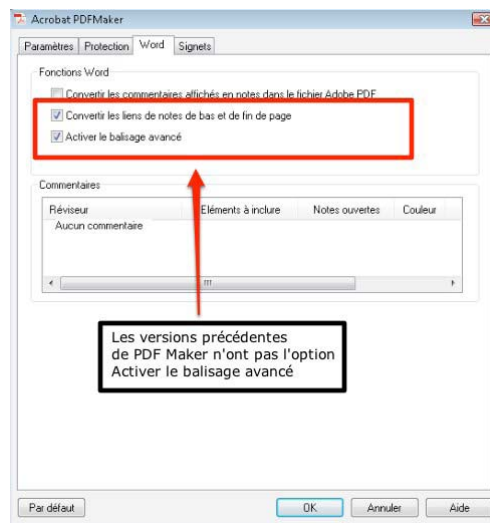 Acrobat PDFMaker
Paramètres Protection Word Signets
Fonctions Word
Convertir les commentaires affichés en notes dans le fichier Adobe PDF
Convertir les liens de notes de bas et de fin de page
Activer le balisage avancé
Commentaires
Réviseur Eléments à inclure Notes ouvertes Couleur
Aucun commentaire
Les versions précédentes
de PDF Maker n'ont pas l'option
Activer le balisage avancé
Par défaut OK Annuler Aide